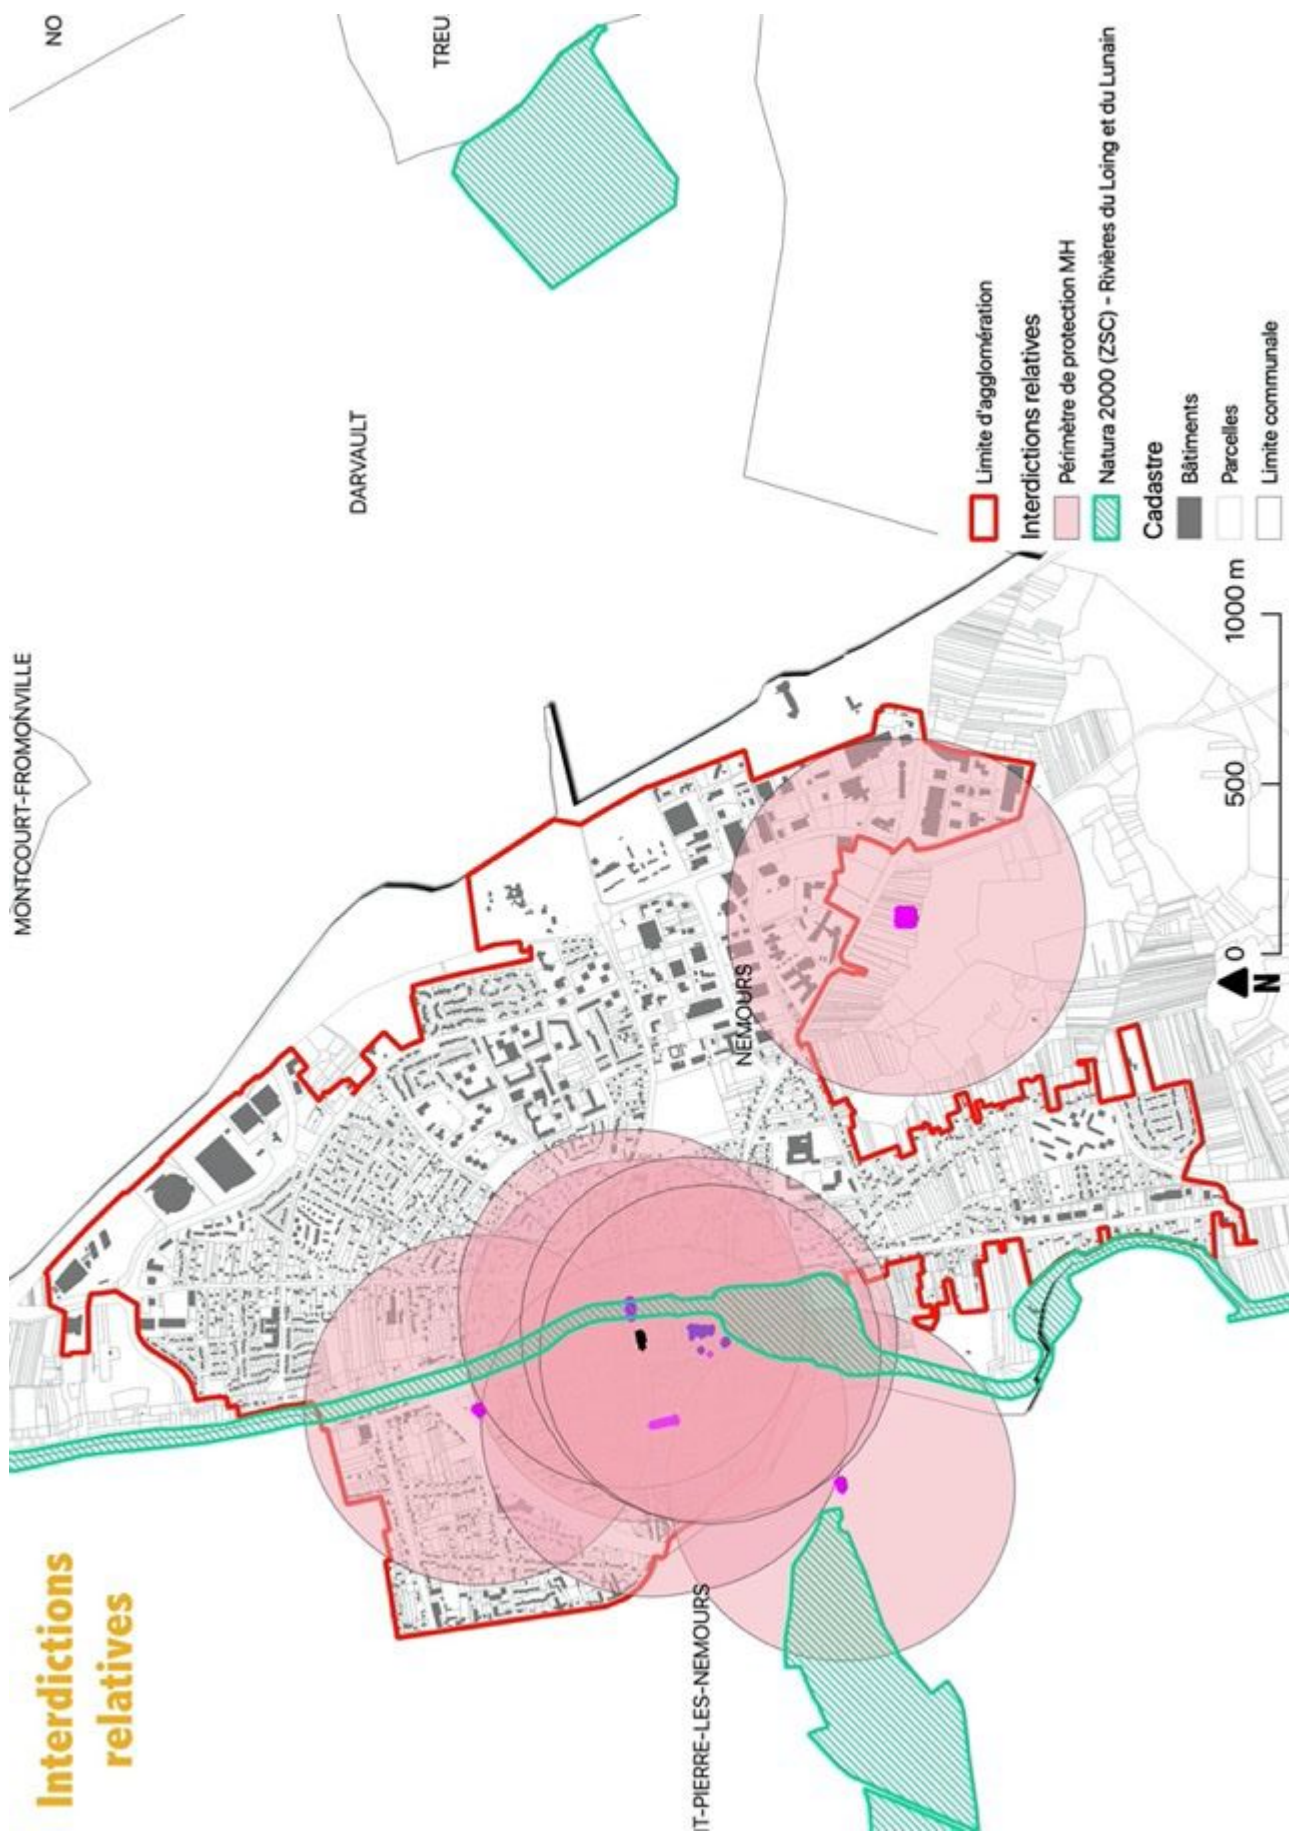 Interdictions
relatives
MONTCOURT-FROMONVILLE
NO
TREU
DARVAULT
NEMOURS
NT-PIERRE-LES-NEMOURS
Limite d'agglomération
Interdictions relatives
Périmètre de protection MH
Natura 2000 (ZSC) - Rivières du Loing et du Lunain
Cadastre
Bâtiments
Parcelles
Limite communale
0 500 1000 m
N